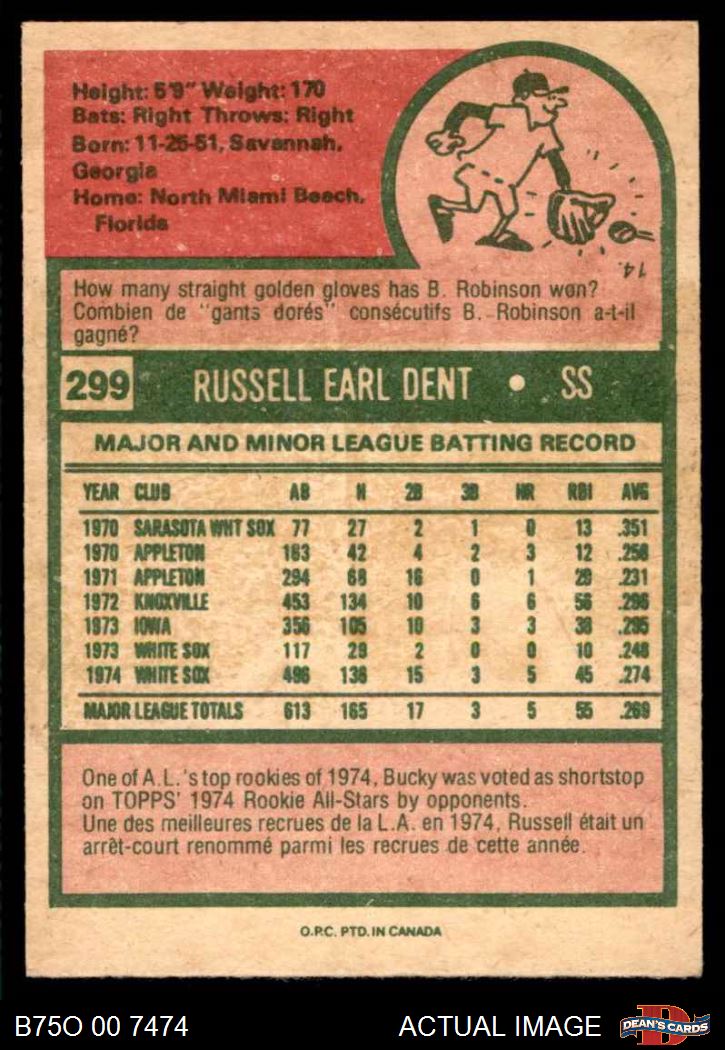 Height: 5'9" Weight: 170
Bats: Right Throws: Right
Born: 11-25-51, Savannah,
Georgia
Home: North Miami Beach,
Florida
14.
How many straight golden gloves has B. Robinson won?
Combien de "gants dorés" consécutifs B. Robinson a-t-il
gagné?
299 RUSSELL EARL DENT • SS
MAJOR AND MINOR LEAGUE BATTING RECORD
YEAR CLUB AB H 2B 3B HR RBI AVG
1970 SARASOTA WHT SOX 77 27 2 1 0 13 .351
1970 APPLETON 163 42 4 2 3 12 .258
1971 APPLETON 294 68 16 0 1 29 .231
1972 KNOXVILLE 453 134 10 6 6 56 .296
1973 IOWA 356 105 10 3 3 38 .295
1973 WHITE SOX 117 29 2 0 0 10 .248
1974 WHITE SOX 496 136 15 3 5 45 .274
MAJOR LEAGUE TOTALS 613 165 17 3 5 55 .269
One of A.L.'s top rookies of 1974, Bucky was voted as shortstop
on TOPPS' 1974 Rookie All-Stars by opponents.
Une des meilleures recrues de la L.A. en 1974, Russell était un
arrêt-court renommé parmi les recrues de cette année.
O.P.C. PTD. IN CANADA
B75O 00 7474 ACTUAL IMAGE D DEAN'S CARDS